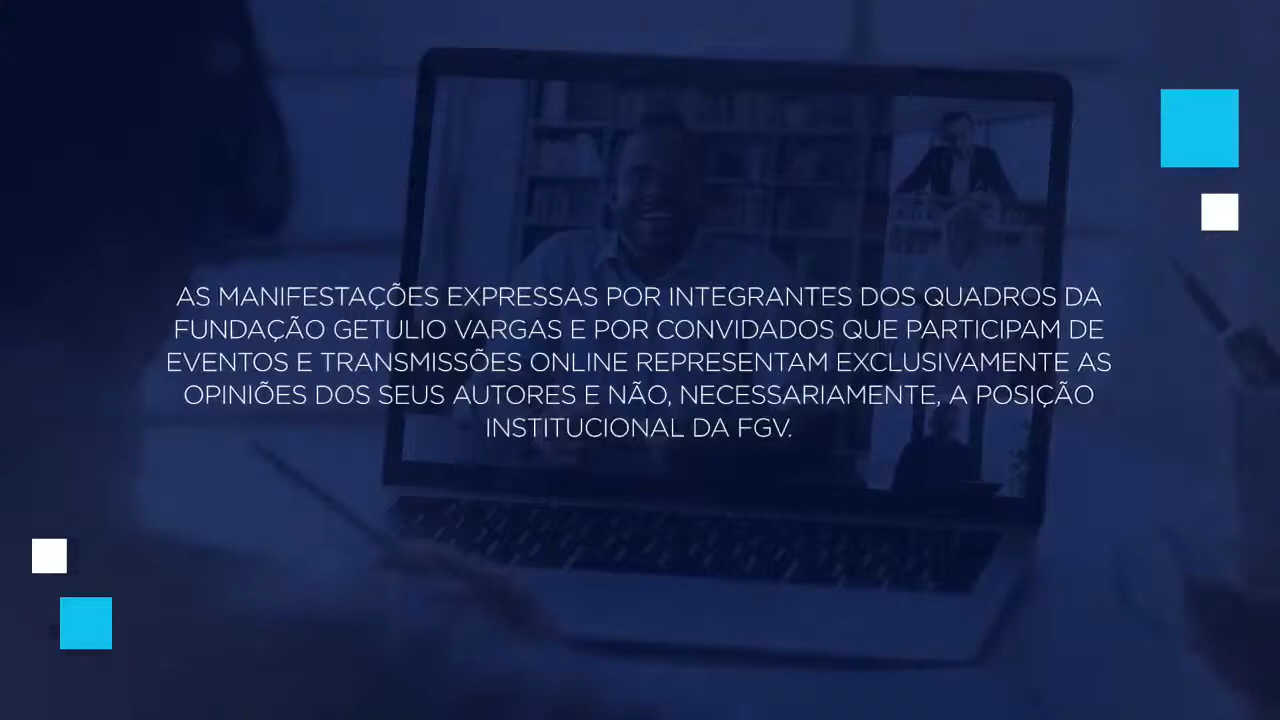 AS MANIFESTAÇÕES EXPRESSAS POR INTEGRANTES DOS QUADROS DA
FUNDAÇÃO GETULIO VARGAS E POR CONVIDADOS QUE PARTICIPAM DE
EVENTOS E TRANSMISSÕES ONLINE REPRESENTAM EXCLUSIVAMENTE AS
OPINIÕES DOS SEUS AUTORES E NÃO, NECESSARIAMENTE, A POSIÇÃO
INSTITUCIONAL DA FGV.